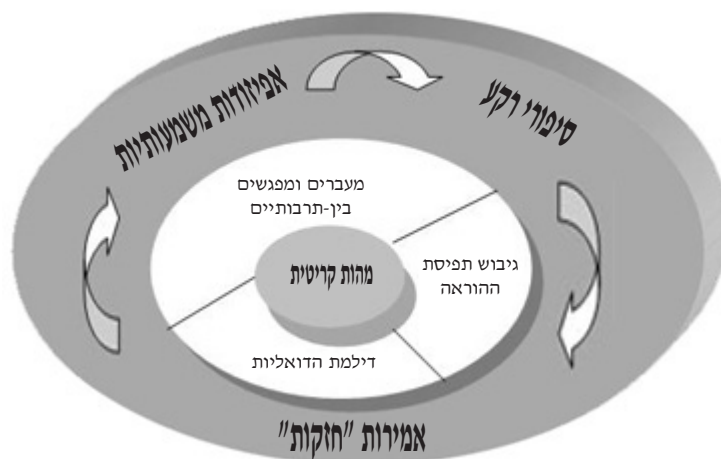 אפיזודות משמעותיות
סיפורי רקע
מעברים ומפגשים
בין-תרבותיים
גיבוש תפיסת
ההוראה
מהות קריטית
דילמת הדואליות
אמירות "חזקות"